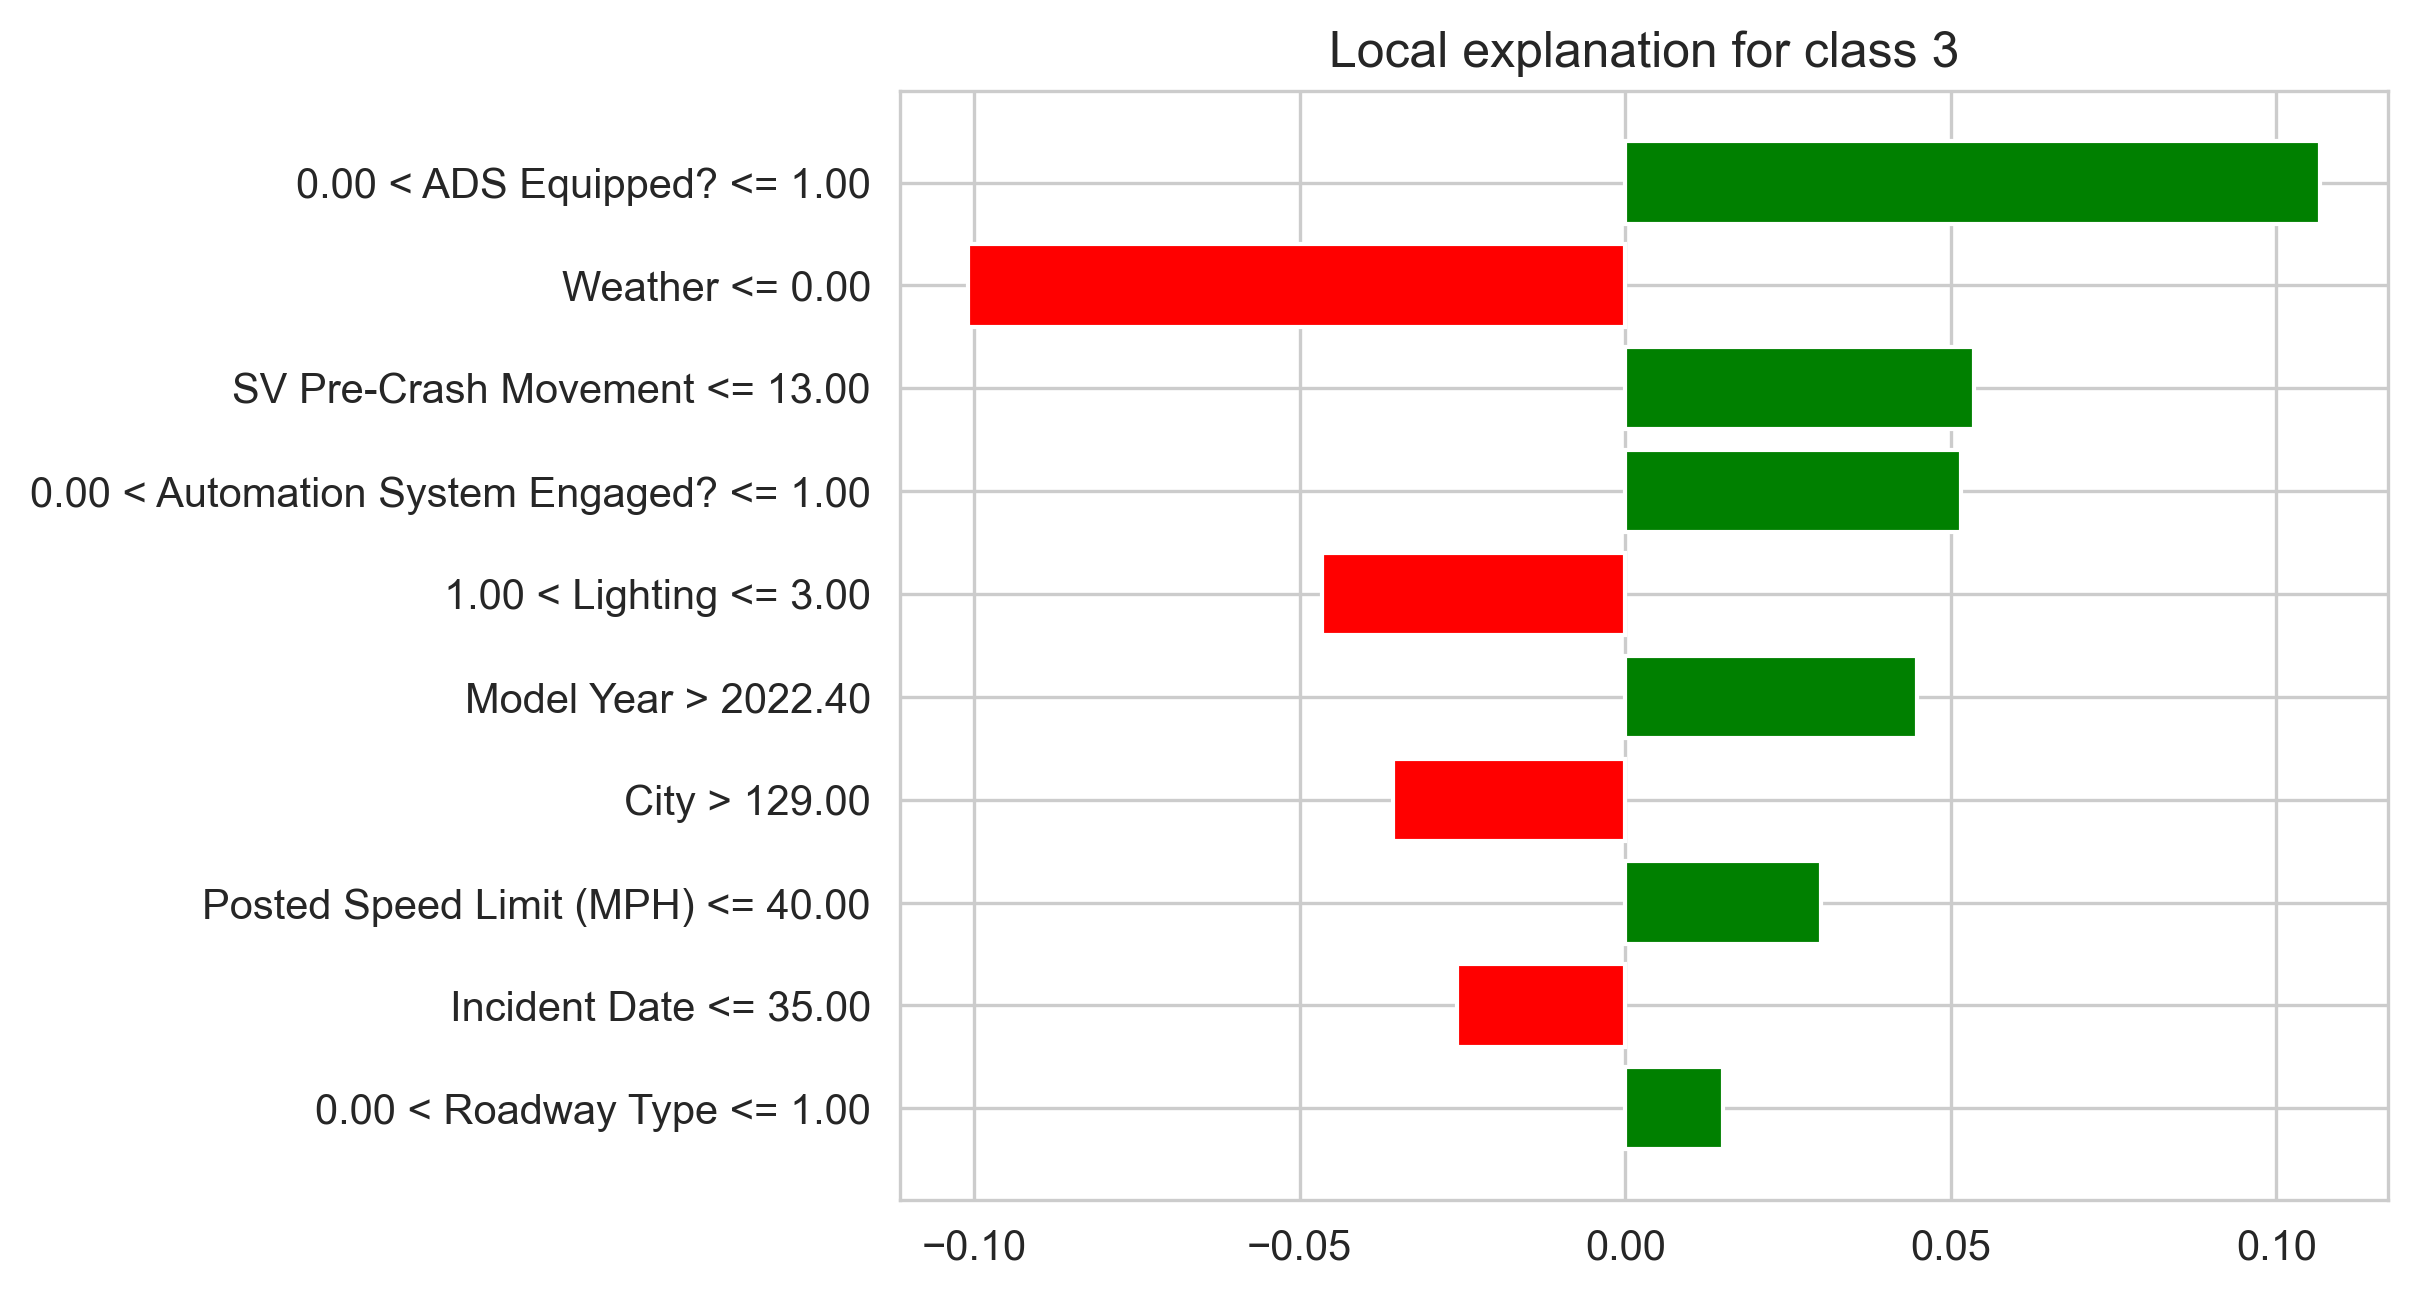 Local explanation for class 3
0.00 < ADS Equipped? <= 1.00
Weather <= 0.00
SV Pre-Crash Movement <= 13.00
0.00 < Automation System Engaged? <= 1.00
1.00 < Lighting <= 3.00
Model Year > 2022.40
City > 129.00
Posted Speed Limit (MPH) <= 40.00
Incident Date <= 35.00
0.00 < Roadway Type <= 1.00
−0.10 −0.05 0.00 0.05 0.10